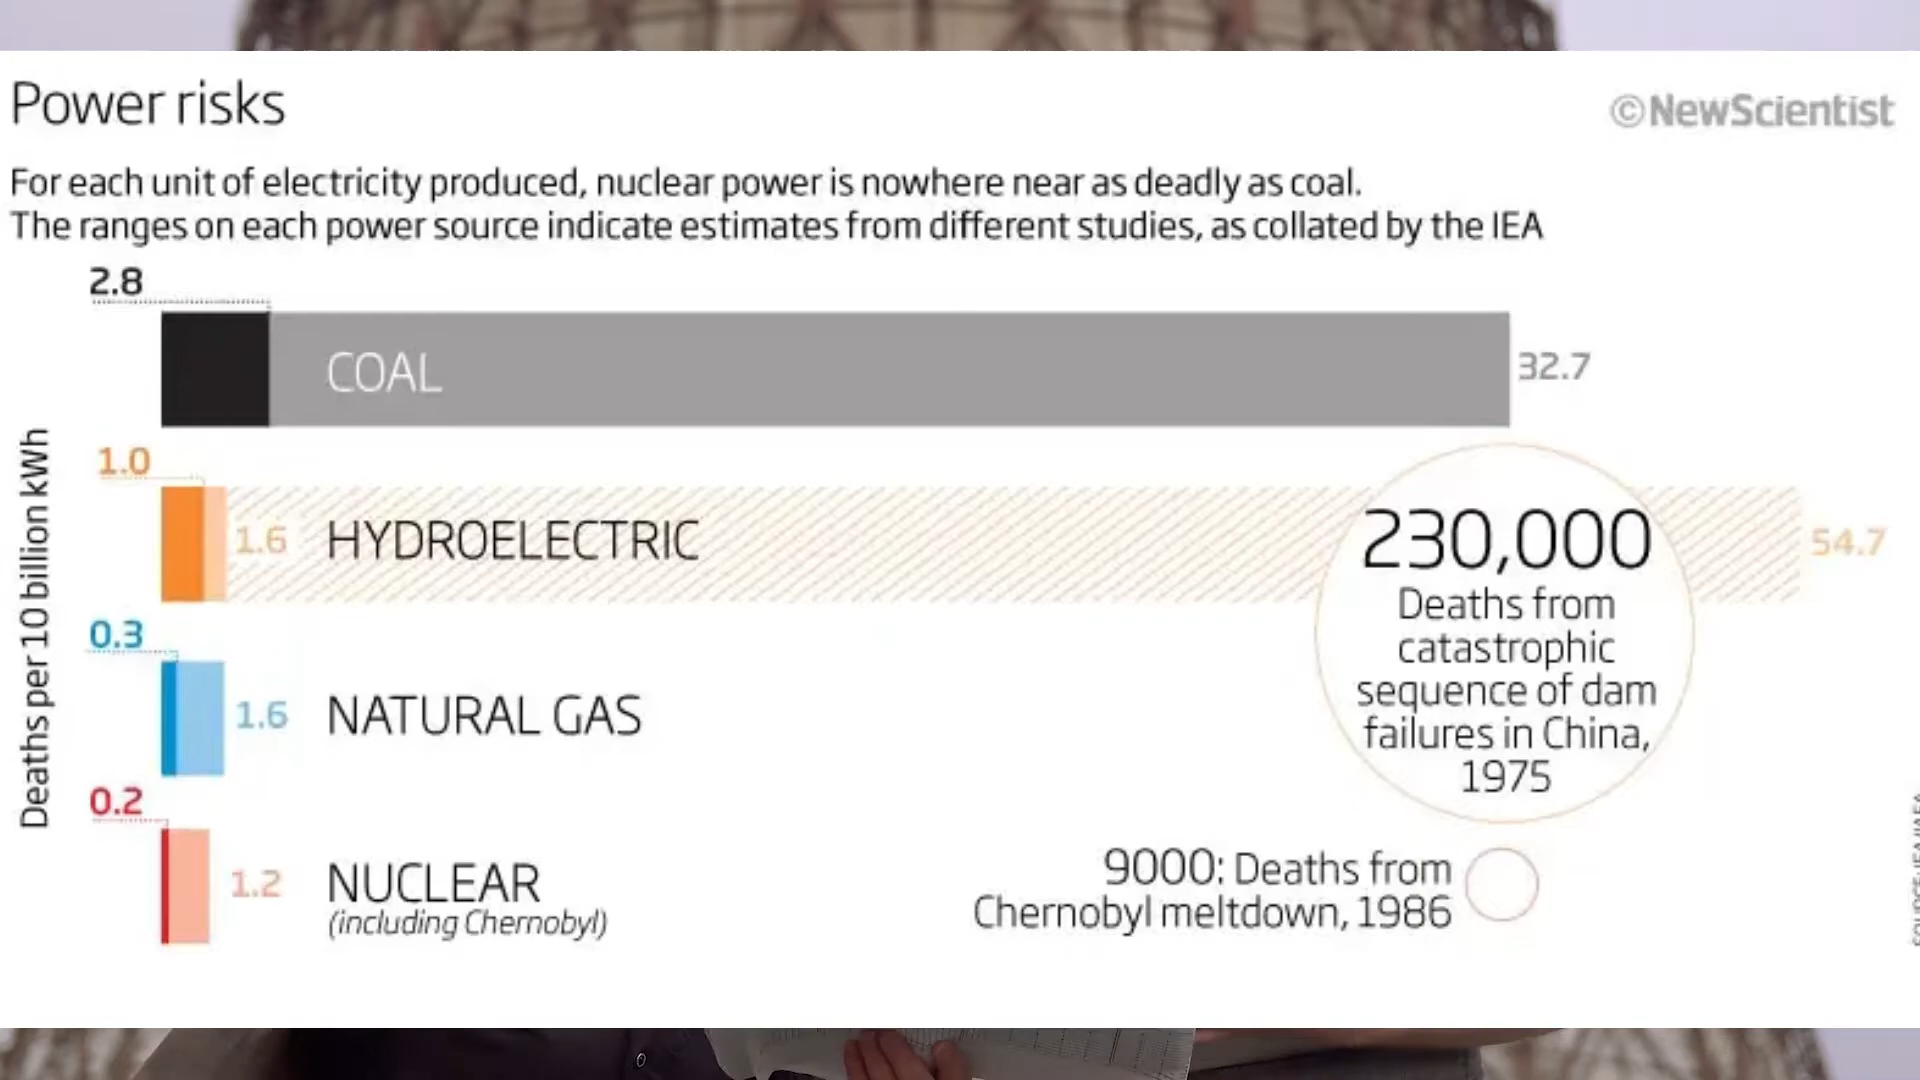 Power risks
©NewScientist
For each unit of electricity produced, nuclear power is nowhere near as deadly as coal.
The ranges on each power source indicate estimates from different studies, as collated by the IEA
Deaths per 10 billion kWh
2.8
COAL
32.7
1.0
1.6
HYDROELECTRIC
54.7
230,000
Deaths from
catastrophic
sequence of dam
failures in China,
1975
0.3
1.6
NATURAL GAS
0.2
1.2
NUCLEAR
(including Chernobyl)
9000: Deaths from
Chernobyl meltdown, 1986